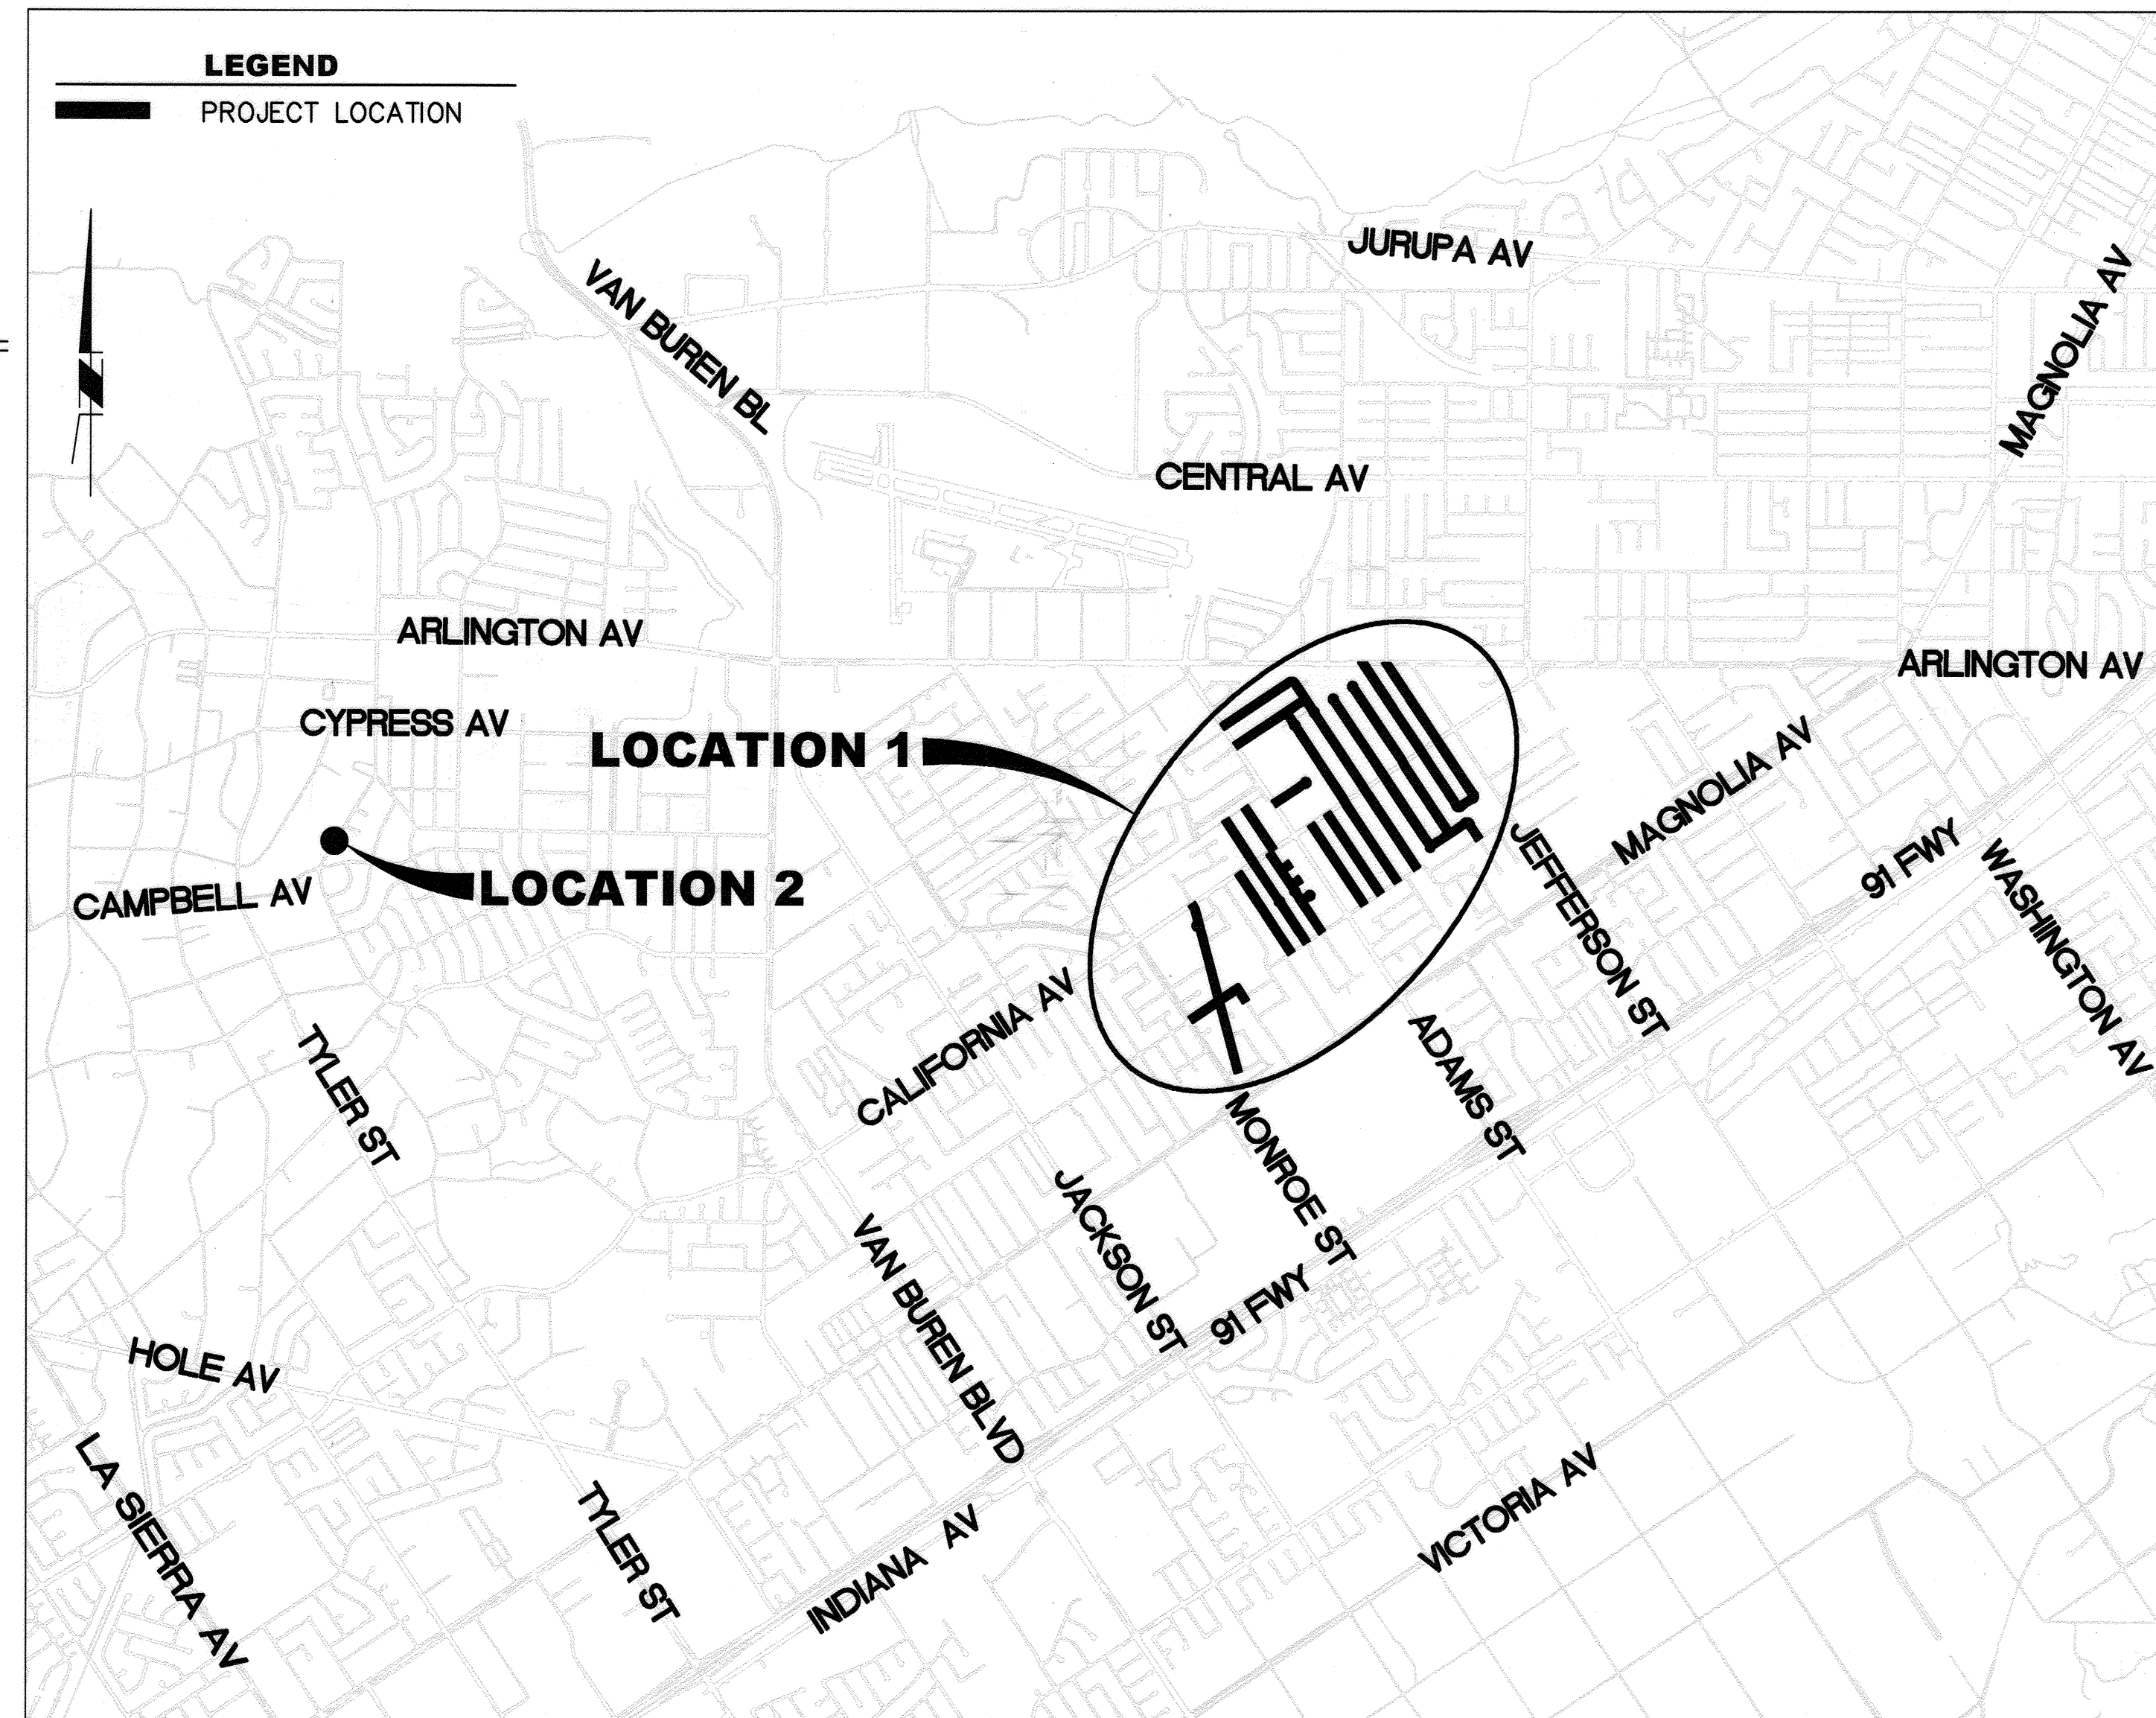 LEGEND
PROJECT LOCATION
JURUPA AV
VAN BUREN BL
MAGNOLIA AV
CENTRAL AV
ARLINGTON AV
ARLINGTON AV
CYPRESS AV
LOCATION 1
MAGNOLIA AV
JEFFERSON ST
91 FWY
WASHINGTON AV
LOCATION 2
CAMPBELL AV
CALIFORNIA AV
TYLER ST
ADAMS ST
MONROE ST
JACKSON ST
VAN BUREN BLVD
91 FWY
HOLE AV
LA SIERRA AV
TYLER ST
INDIANA AV
VICTORIA AV
N